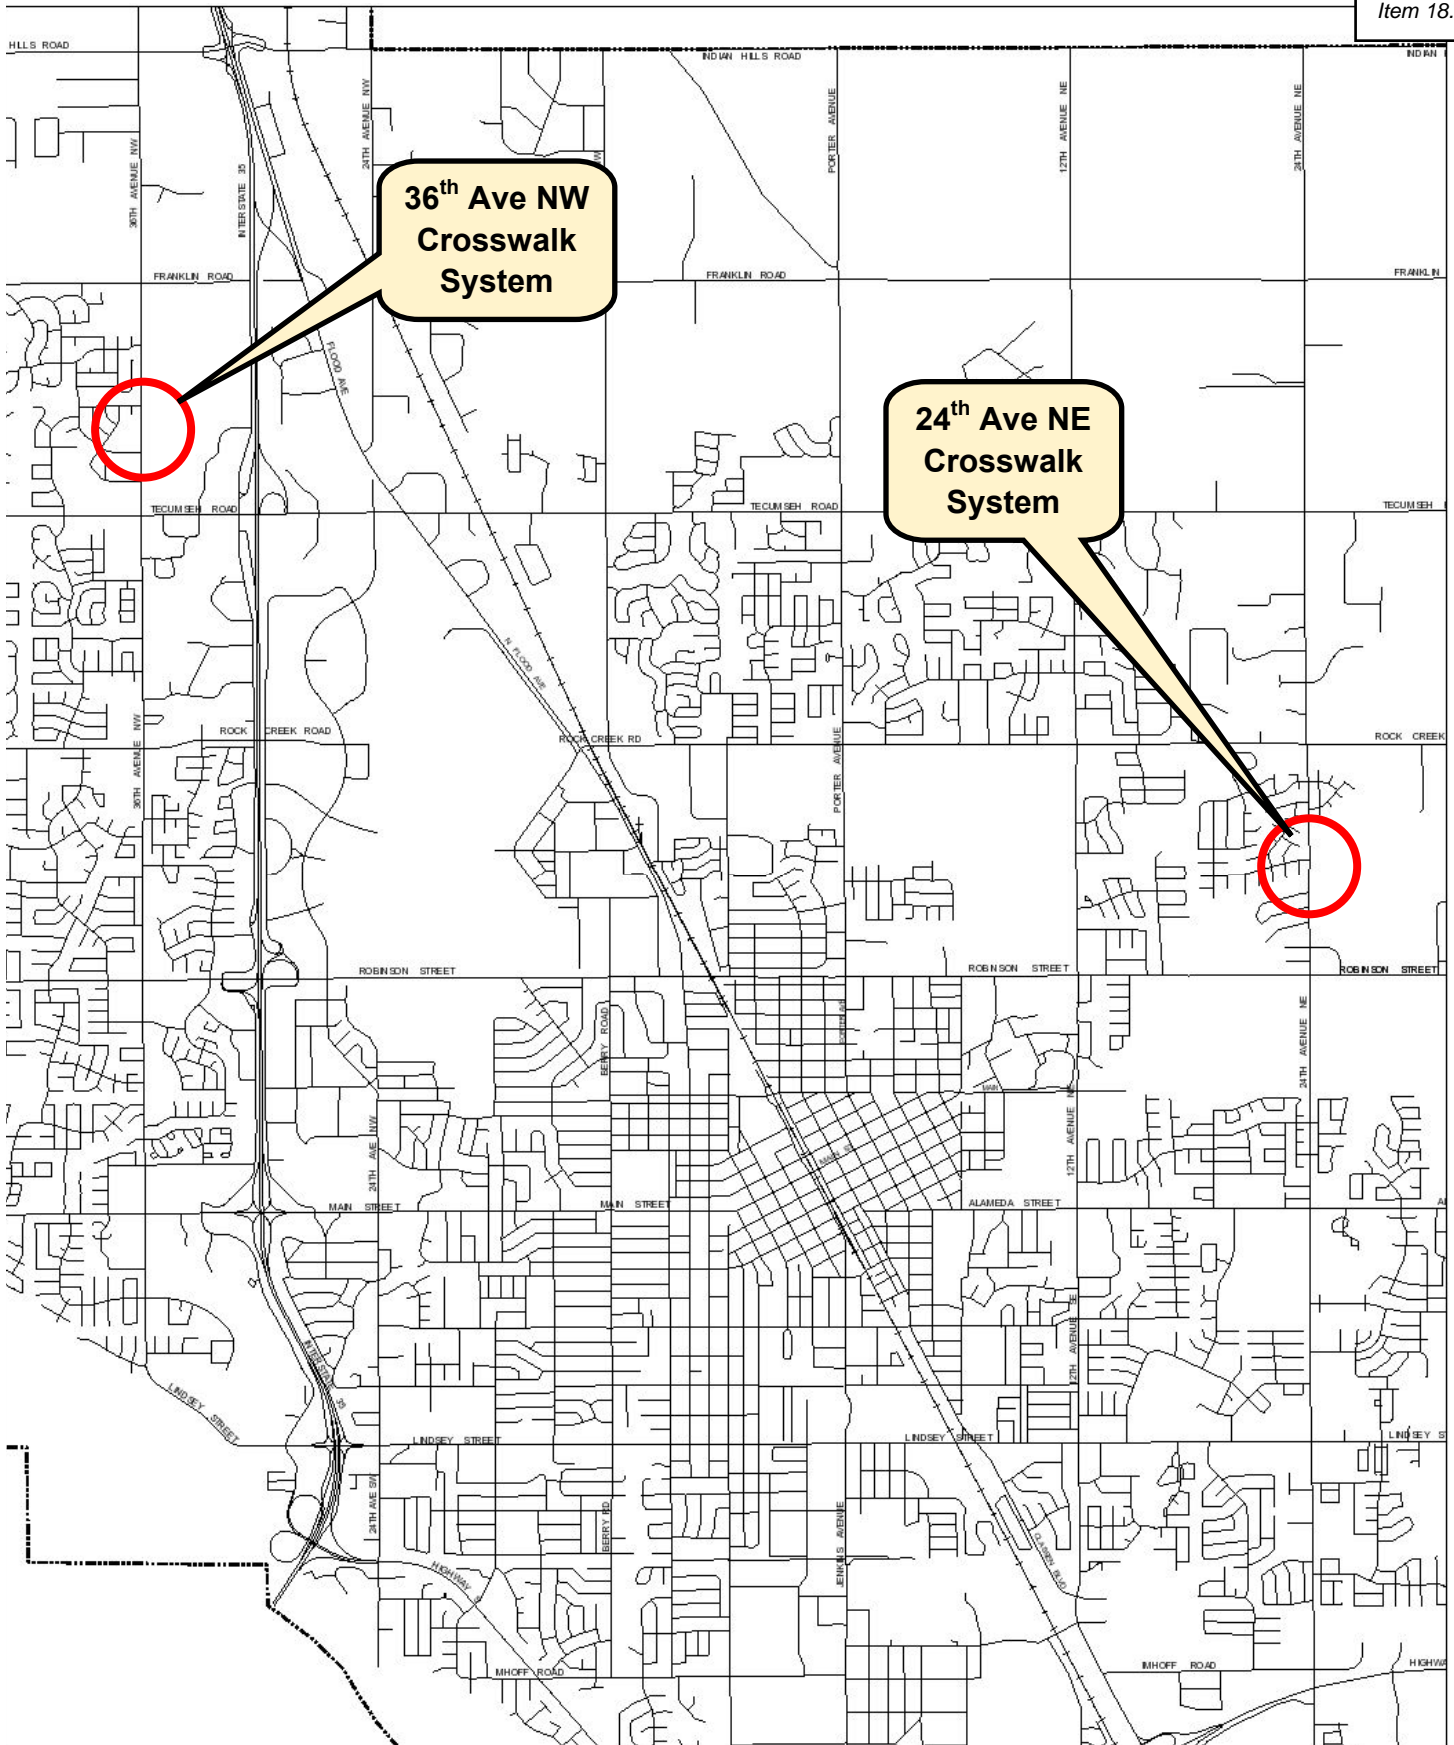 Item 18.
HILLS ROAD
INDIAN HILLS ROAD
INDIAN
36TH AVENUE NW
INTERSTATE 35
24TH AVENUE NW
PORTER AVENUE
12TH AVENUE NE
24TH AVENUE NE
36th Ave NW
Crosswalk
System
FRANKLIN ROAD
FRANKLIN ROAD
FRANKLIN
FLOOD AVE
24th Ave NE
Crosswalk
System
TECUMSEH ROAD
TECUMSEH ROAD
TECUMSEH
N FLOOD AVE
36TH AVENUE NW
ROCK CREEK ROAD
ROCK CREEK RD
PORTER AVENUE
ROCK CREEK
ROBINSON STREET
ROBINSON STREET
ROBINSON STREET
BERRY ROAD
24TH AVENUE NE
MAIN
24TH AVE NW
MAIN ST
12TH AVENUE NE
MAIN STREET
MAIN STREET
ALAMEDA STREET
AL
12TH AVENUE SE
INTERSTATE 35
LINDSEY STREET
LINDSEY STREET
LINDSEY STREET
LINDSEY S
24TH AVE SW
BERRY RD
JENKINS AVENUE
CLASSEN BLVD
HIGHWAY
IMHOFF ROAD
IMHOFF ROAD
HIGHWA